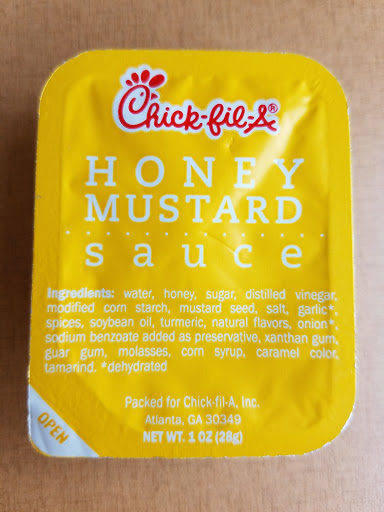 Chick-fil-A®
HONEY
MUSTARD
sauce
Ingredients: water, honey, sugar, distilled vinegar,
modified corn starch, mustard seed, salt, garlic*,
spices, soybean oil, turmeric, natural flavors, onion*,
sodium benzoate added as preservative, xanthan gum,
guar gum, molasses, corn syrup, caramel color,
tamarind. *dehydrated
Packed for Chick-fil-A, Inc.
Atlanta, GA 30349
NET WT. 1 OZ (28g)
OPEN